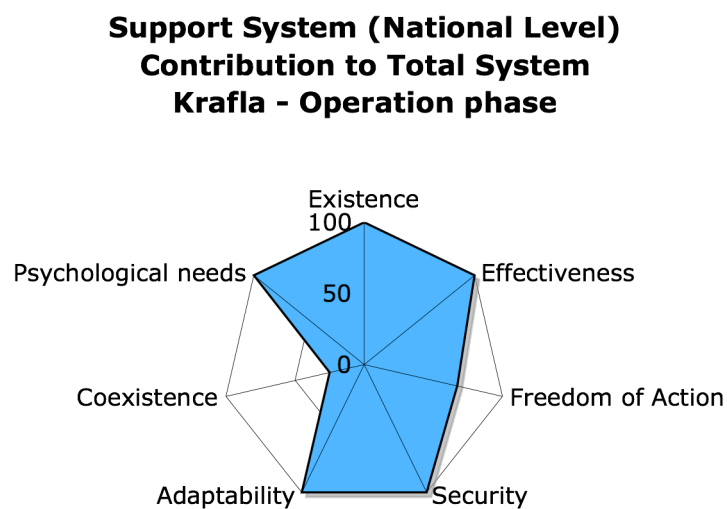 Support System (National Level)
Contribution to Total System
Krafla - Operation phase
Existence
100
Psychological needs
Effectiveness
50
0
Coexistence
Freedom of Action
Adaptability
Security